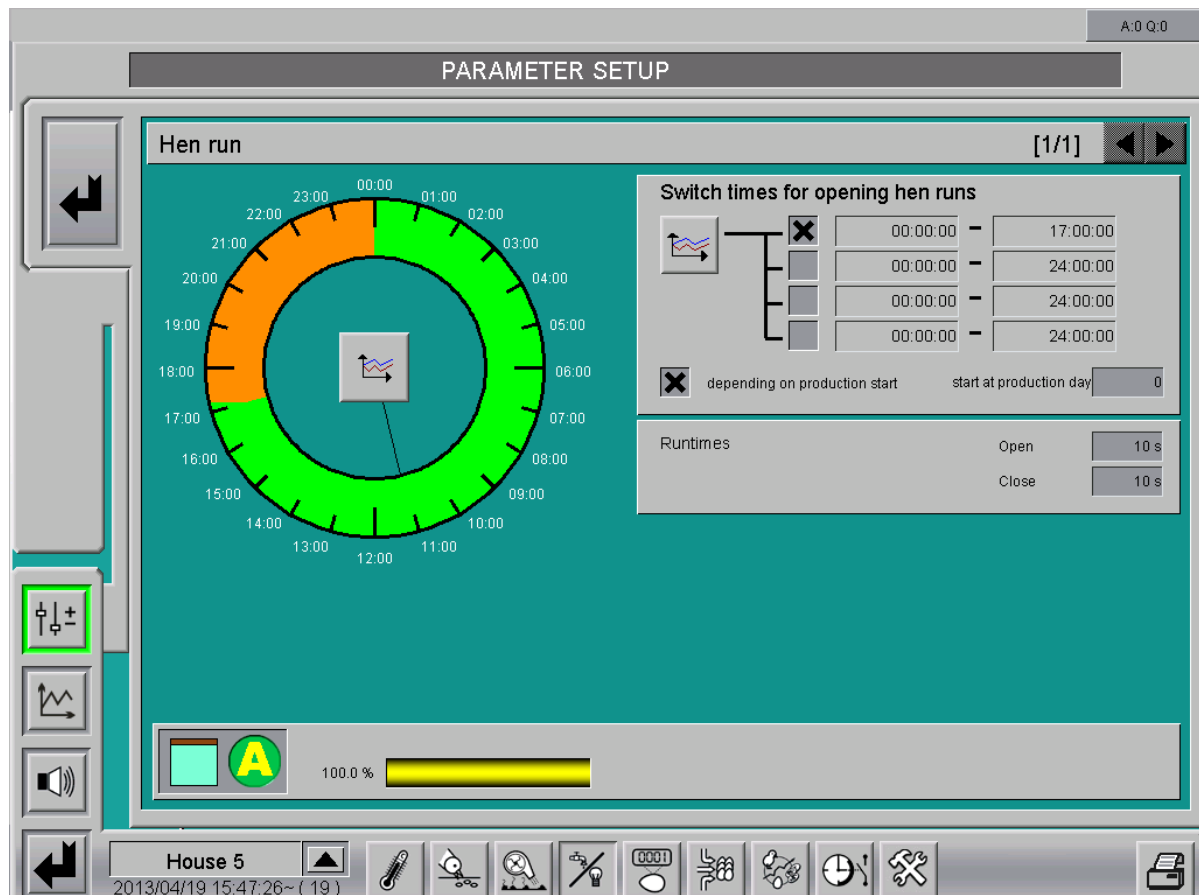 A:0 Q:0
PARAMETER SETUP
Hen run [1/1]
00:00
01:00
02:00
03:00
04:00
05:00
06:00
07:00
08:00
09:00
10:00
11:00
12:00
13:00
14:00
15:00
16:00
17:00
18:00
19:00
20:00
21:00
22:00
23:00
Switch times for opening hen runs
00:00:00 - 17:00:00
00:00:00 - 24:00:00
00:00:00 - 24:00:00
00:00:00 - 24:00:00
depending on production start start at production day 0
Runtimes Open 10 s
Close 10 s
A
100.0 %
House 5
2013/04/19 15:47:26~ ( 19 )
0001